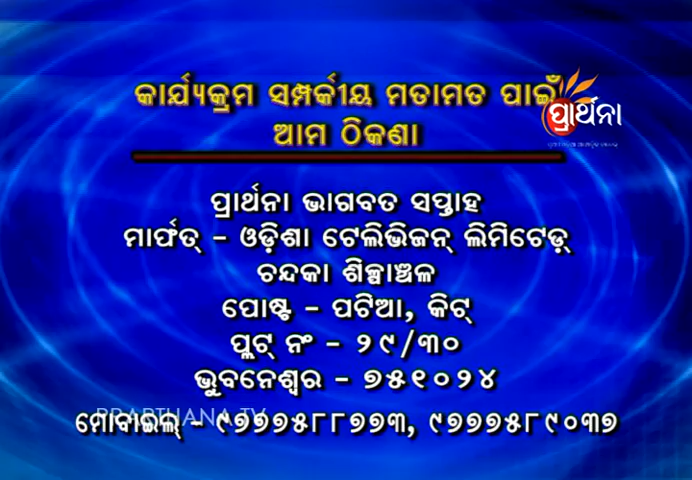 କାର୍ଯ୍ୟକ୍ରମ ସମ୍ପର୍କୀୟ ମତାମତ ପାଇଁ
ପ୍ରାର୍ଥନା
ଆମ ଠିକଣା
ପ୍ରାର୍ଥନା ଭାଗବତ ସପ୍ତାହ
ମାର୍ଫତ୍ - ଓଡ଼ିଶା ଟେଲିଭିଜନ୍ ଲିମିଟେଡ଼୍
ଚନ୍ଦକା ଶିଳ୍ପାଞ୍ଚଳ
ପୋଷ୍ଟ - ପଟିଆ, କିଟ୍
ପ୍ଲଟ୍ ନଂ - ୨୯/୩୦
ଭୁବନେଶ୍ୱର - ୭୫୧୦୨୪
PRARTHANA TV
ମୋବାଇଲ୍ - ୯୭୭୭୫୮୮୭୭୩, ୯୭୭୭୫୮୯୦୩୭